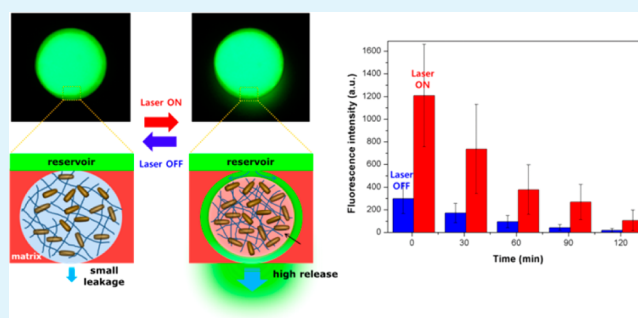 Laser ON
Laser OFF
reservoir
reservoir
matrix
small
leakage
high release
Fluorescence intensity (a.u.)
1600
1400
1200
1000
800
600
400
200
0
Laser
ON
Laser
OFF
0
30
60
90
120
Time (min)